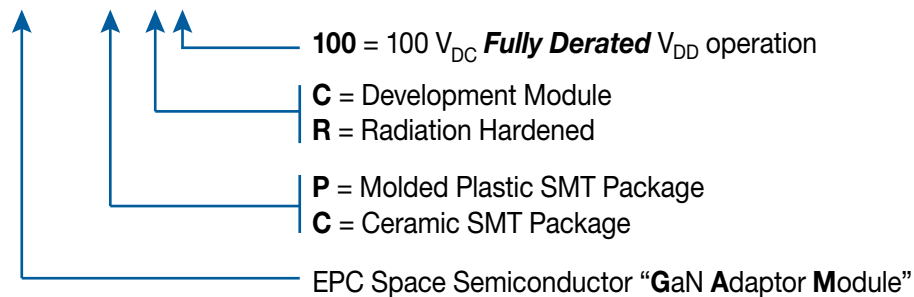 100 = 100 VDC Fully Derated VDD operation
C = Development Module
R = Radiation Hardened
P = Molded Plastic SMT Package
C = Ceramic SMT Package
EPC Space Semiconductor “GaN Adaptor Module”